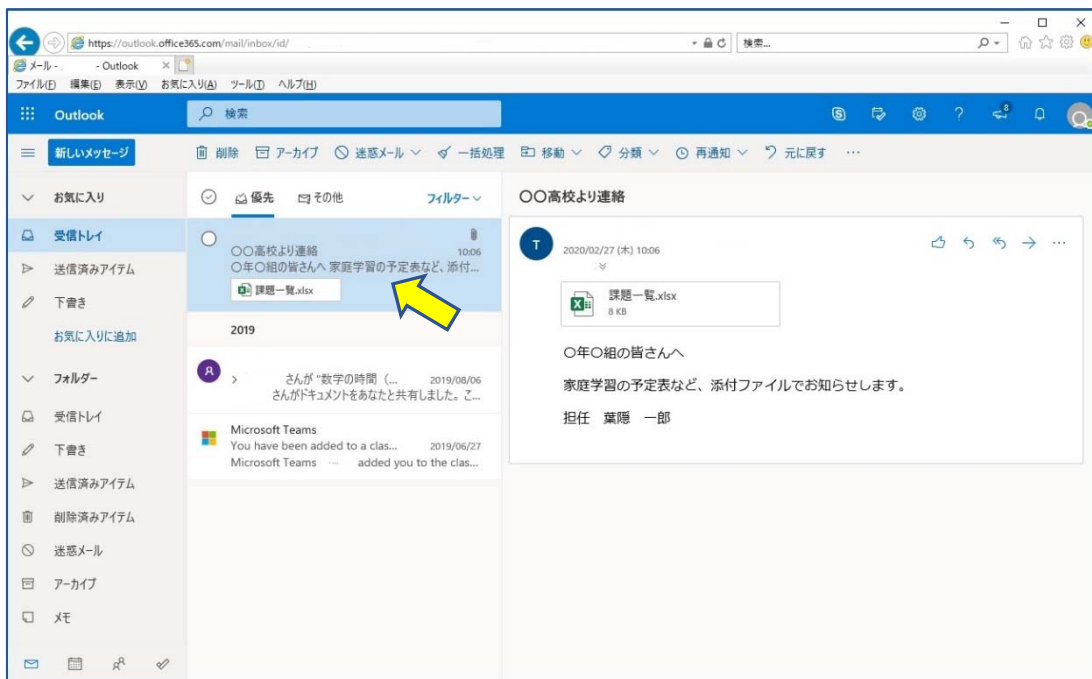 https://outlook.office365.com/mail/inbox/id/
検索...
メール - - Outlook
ファイル(F) 編集(E) 表示(V) お気に入り(A) ツール(T) ヘルプ(H)
Outlook
検索
8
新しいメッセージ
削除 アーカイブ 迷惑メール 一括処理 移動 分類 再通知 元に戻す ...
お気に入り
受信トレイ
送信済みアイテム
下書き
お気に入りに追加
フォルダー
受信トレイ
下書き
送信済みアイテム
削除済みアイテム
迷惑メール
アーカイブ
メモ
優先 その他 フィルター
〇〇高校より連絡 10:06
〇年〇組の皆さんへ 家庭学習の予定表など、添付...
課題一覧.xlsx
2019
A
さんが "数学の時間 (... 2019/08/06
さんがドキュメントをあなたと共有しました。こ...
Microsoft Teams
You have been added to a clas... 2019/06/27
Microsoft Teams added you to the clas...
〇〇高校より連絡
T
2020/02/27 (木) 10:06
課題一覧.xlsx
8 KB
〇年〇組の皆さんへ
家庭学習の予定表など、添付ファイルでお知らせします。
担任 葉隠 一郎